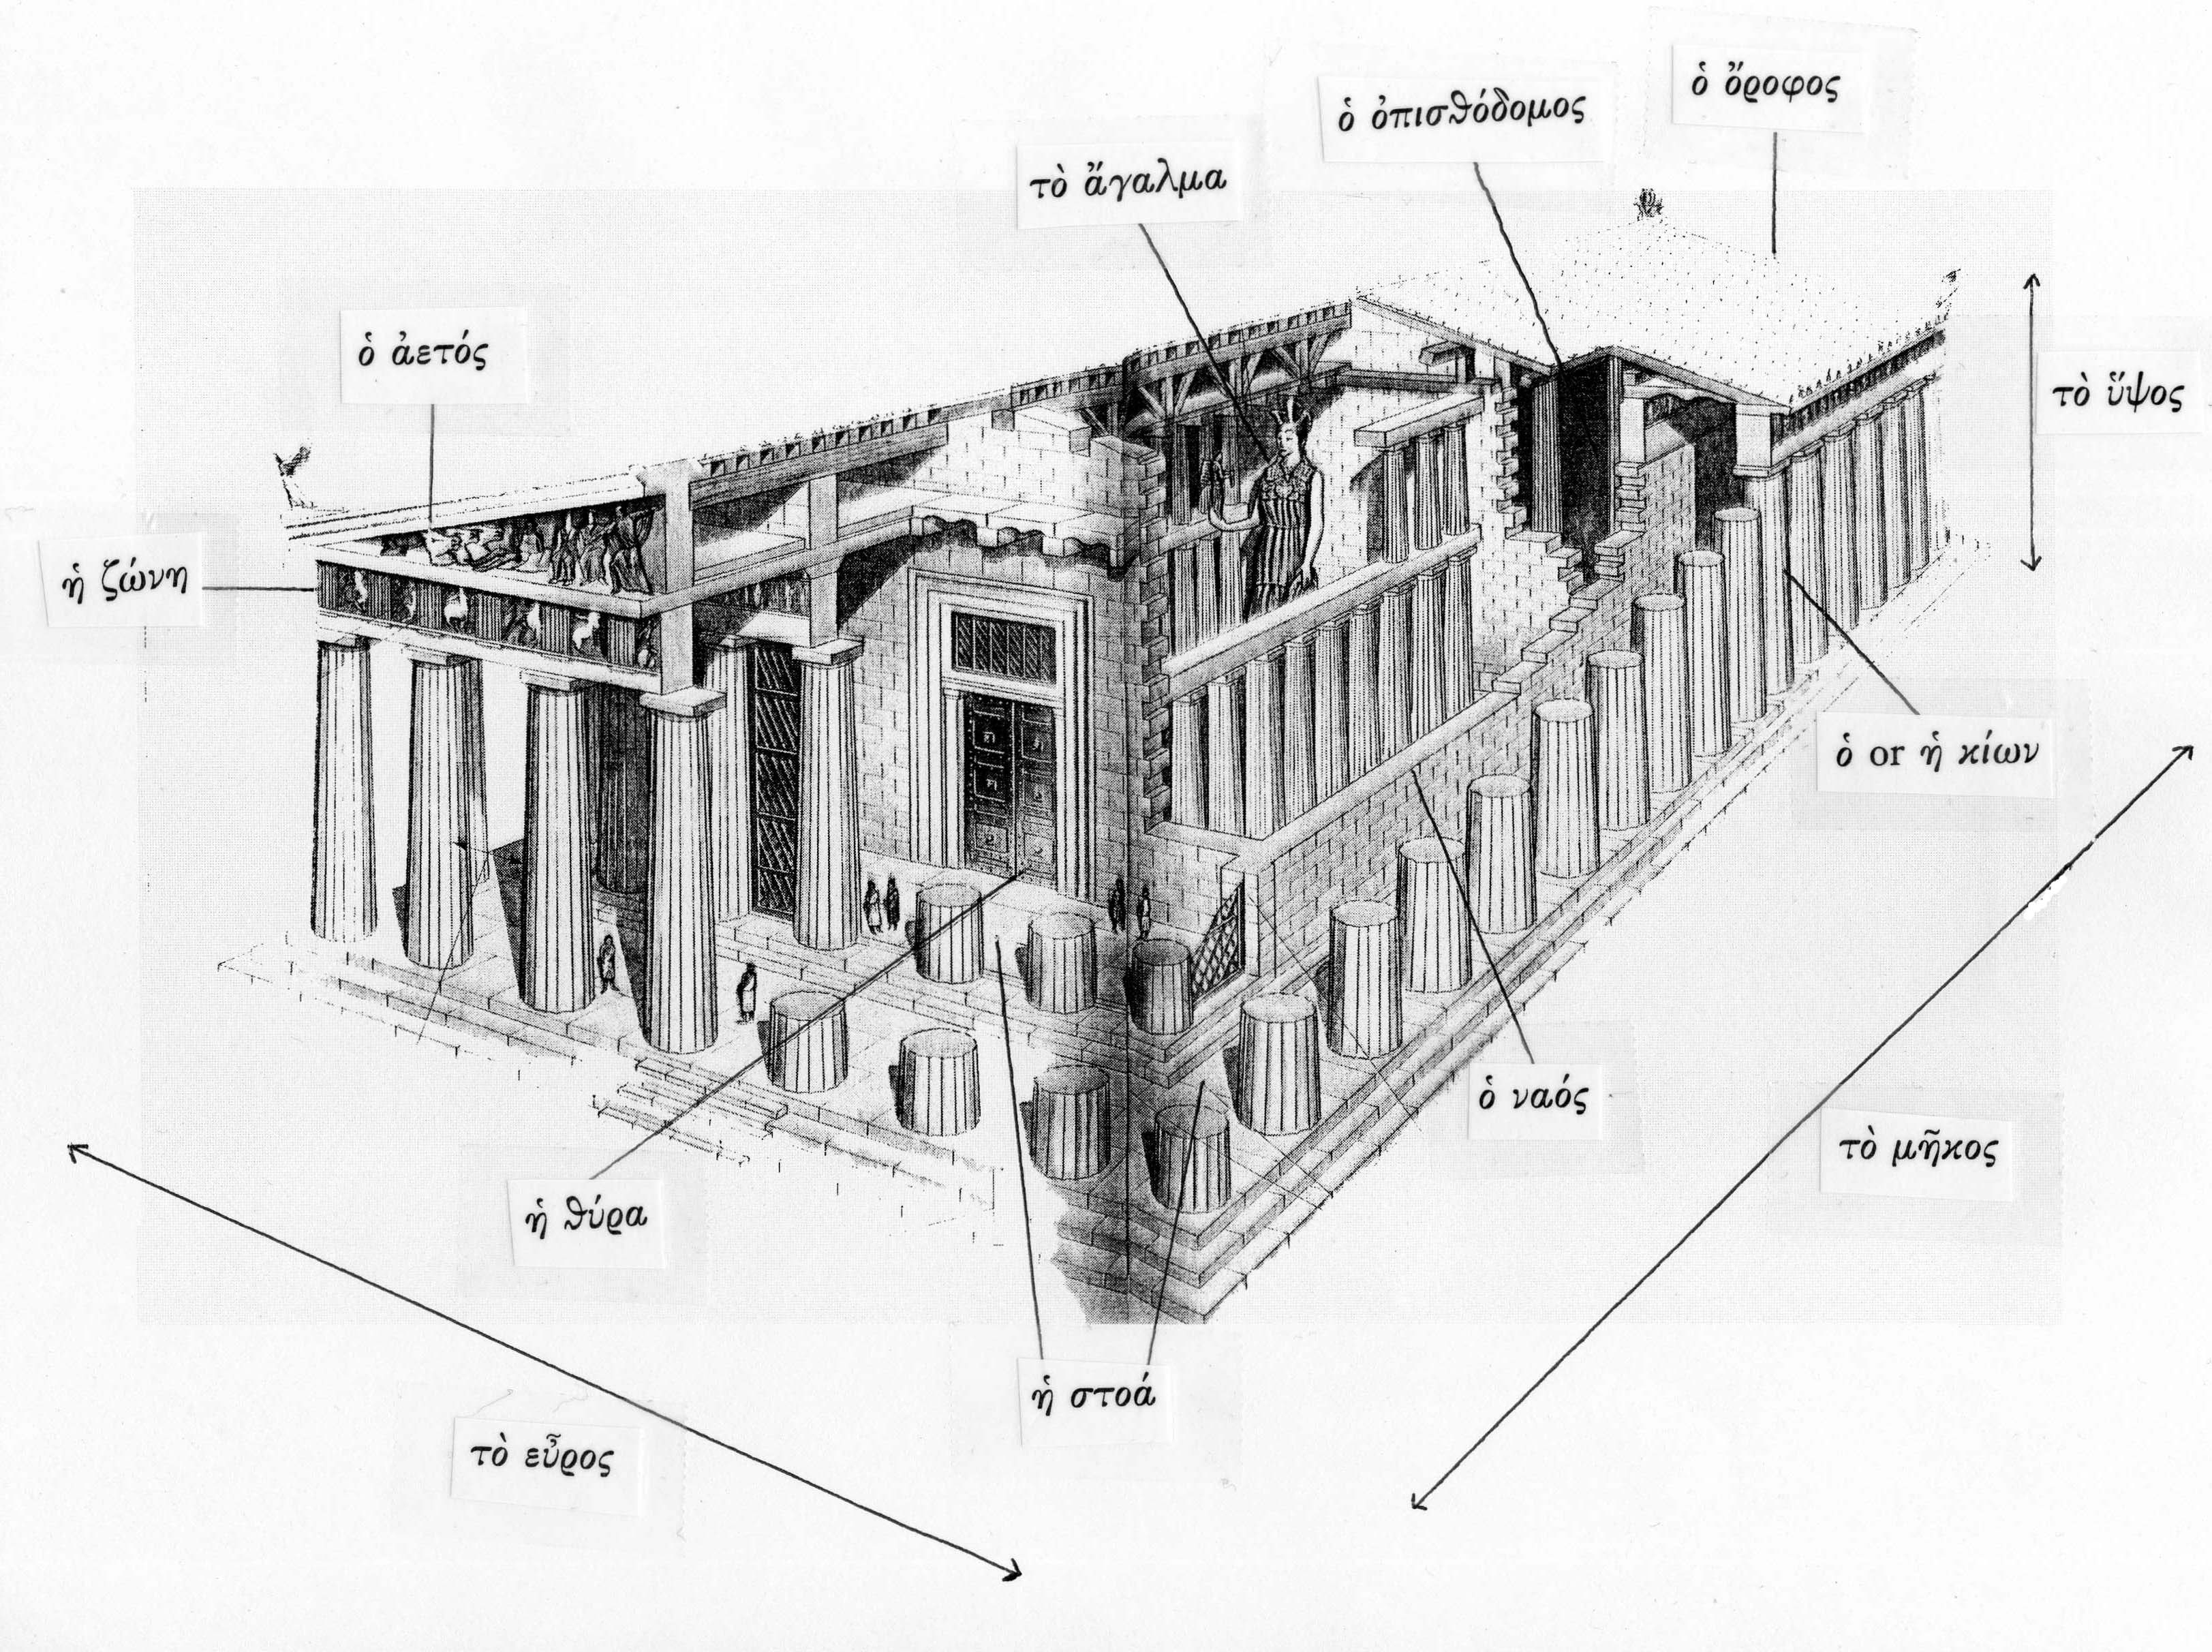 ὁ ὄροφος
ὁ ὀπισθόδομος
τὸ ἄγαλμα
ὁ ἀετός
τὸ ὕψος
ἡ ζώνη
ὁ or ἡ κίων
ὁ ναός
τὸ μῆκος
ἡ θύρα
ἡ στοά
τὸ εὖρος